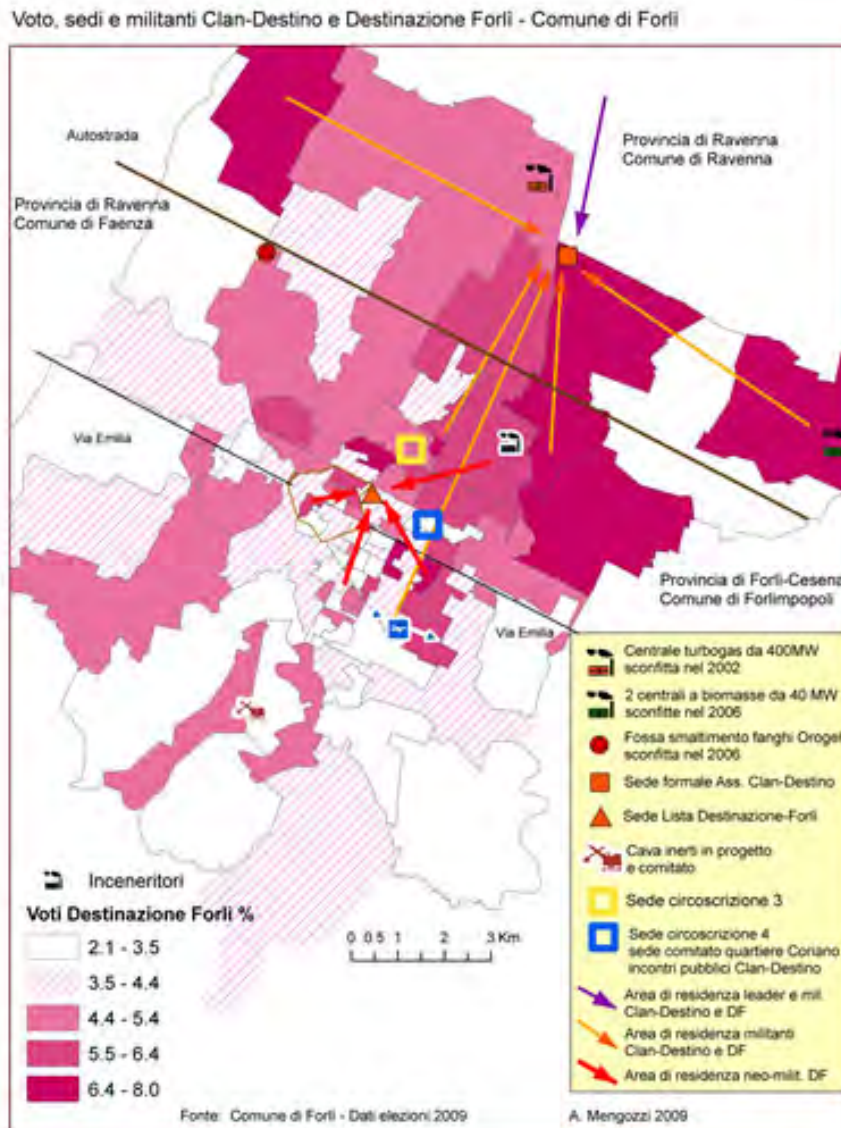 Voto, sedi e militanti Clan-Destino e Destinazione Forlì - Comune di Forlì
Autostrada
Provincia di Ravenna
Comune di Ravenna
Provincia di Ravenna
Comune di Faenza
Via Emilia
Provincia di Forlì-Cesena
Comune di Forlimpopoli
Via Emilia
Centrale turbogas da 400MW
sconfitta nel 2002
2 centrali a biomasse da 40 MW
sconfitte nel 2006
Fossa smaltimento fanghi Orogel
sconfitta nel 2006
Sede formale Ass. Clan-Destino
Sede Lista Destinazione-Forlì
Cava inerti in progetto
e comitato
Sede circoscrizione 3
Sede circoscrizione 4
sede comitato quartiere Coriano
incontri pubblici Clan-Destino
Area di residenza leader e mil.
Clan-Destino e DF
Area di residenza militanti
Clan-Destino e DF
Area di residenza neo-milit. DF
Inceneritori
Voti Destinazione Forlì %
2.1 - 3.5
3.5 - 4.4
4.4 - 5.4
5.5 - 6.4
6.4 - 8.0
0 0.5 1 2 3 Km
Fonte: Comune di Forlì - Dati elezioni 2009 A. Mengozzi 2009